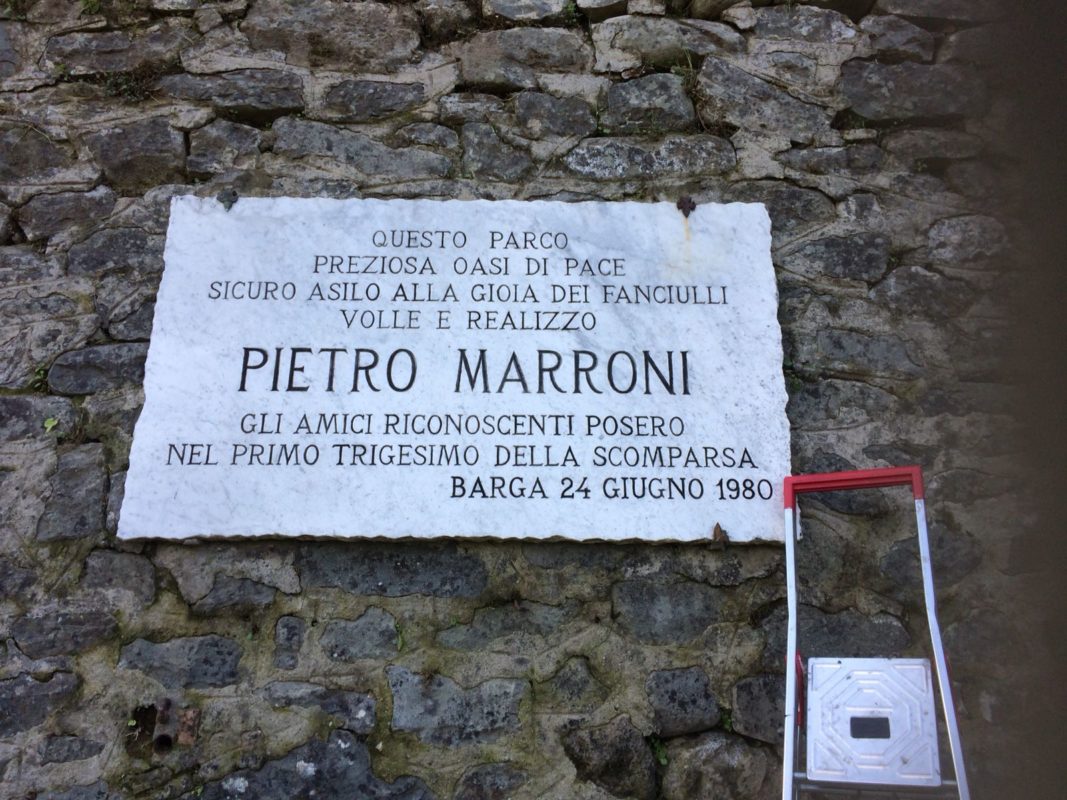 QUESTO PARCO
PREZIOSA OASI DI PACE
SICURO ASILO ALLA GIOIA DEI FANCIULLI
VOLLE E REALIZZO
PIETRO MARRONI
GLI AMICI RICONOSCENTI POSERO
NEL PRIMO TRIGESIMO DELLA SCOMPARSA
BARGA 24 GIUGNO 1980